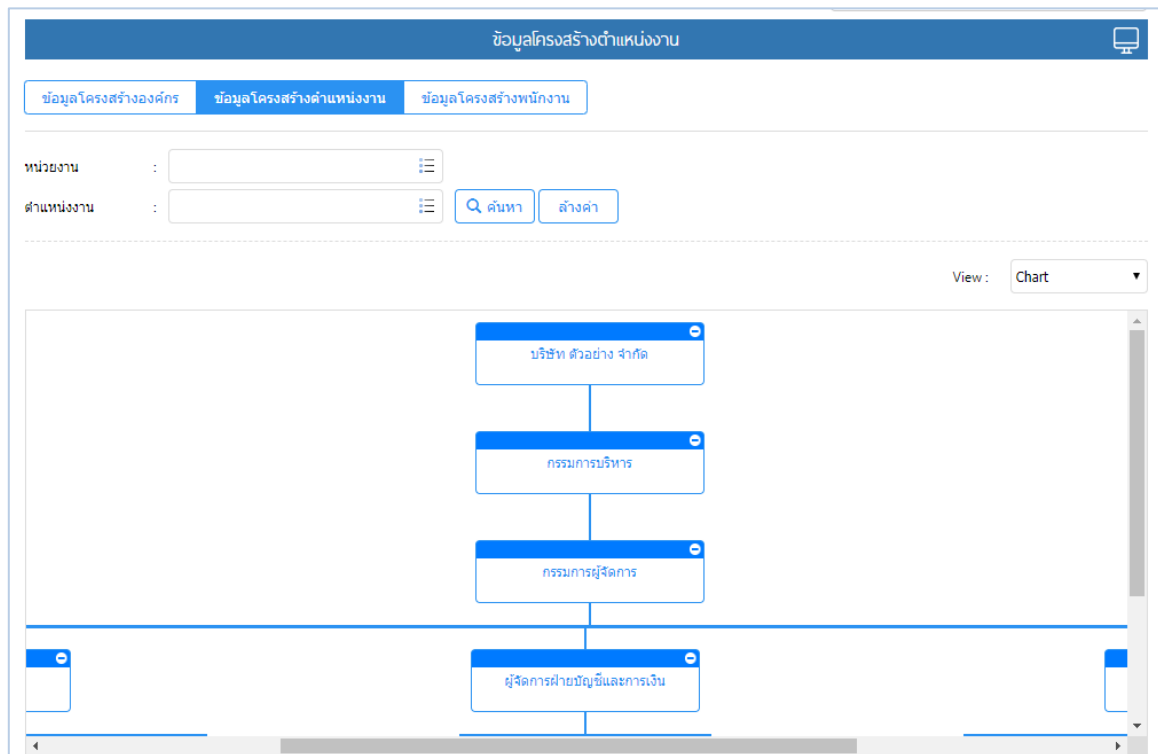 ข้อมูลโครงสร้างตำแหน่งงาน
ข้อมูลโครงสร้างองค์กร ข้อมูลโครงสร้างตำแหน่งงาน ข้อมูลโครงสร้างพนักงาน
หน่วยงาน :
ตำแหน่งงาน : ค้นหา ล้างค่า
View : Chart
บริษัท ตัวอย่าง จำกัด
กรรมการบริหาร
กรรมการผู้จัดการ
ผู้จัดการฝ่ายบัญชีและการเงิน